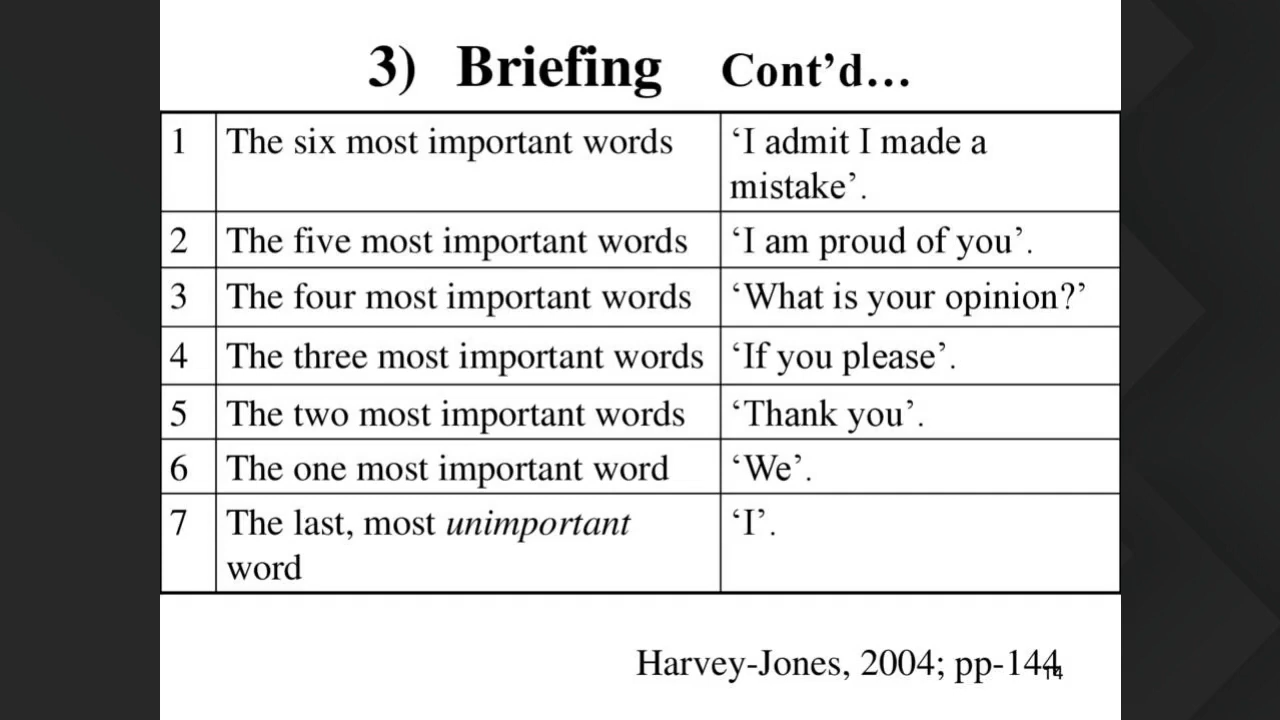 3) Briefing Cont’d…
1 The six most important words ‘I admit I made a
mistake’.
2 The five most important words ‘I am proud of you’.
3 The four most important words ‘What is your opinion?’
4 The three most important words ‘If you please’.
5 The two most important words ‘Thank you’.
6 The one most important word ‘We’.
7 The last, most unimportant ‘I’.
word
Harvey-Jones, 2004; pp-144
14